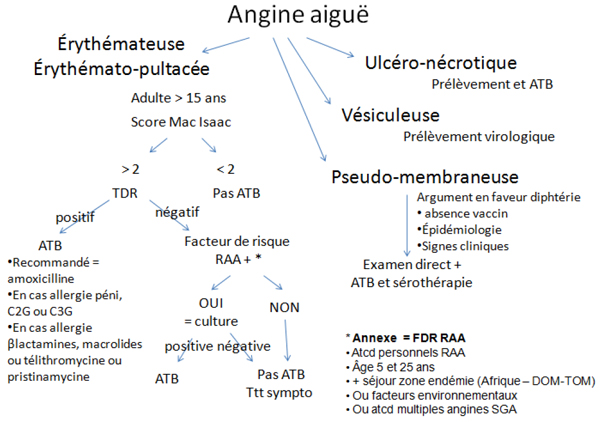 Angine aiguë
Érythémateuse
Érythémato-pultacée
Adulte > 15 ans
Score Mac Isaac
> 2
< 2
TDR
Pas ATB
positif
négatif
ATB
•Recommandé =
amoxicilline
•En cas allergie péni,
C2G ou C3G
•En cas allergie
βlactamines, macrolides
ou télithromycine ou
pristinamycine
Facteur de risque
RAA + *
OUI
= culture
NON
positive négative
ATB
Pas ATB
Ttt sympto
Ulcéro-nécrotique
Prélèvement et ATB
Vésiculeuse
Prélèvement virologique
Pseudo-membraneuse
Argument en faveur diphtérie
• absence vaccin
•Épidémiologie
•Signes cliniques
Examen direct +
ATB et sérothérapie
* Annexe = FDR RAA
•Atcd personnels RAA
•Âge 5 et 25 ans
•+ séjour zone endémie (Afrique – DOM-TOM)
•Ou facteurs environnementaux
•Ou atcd multiples angines SGA